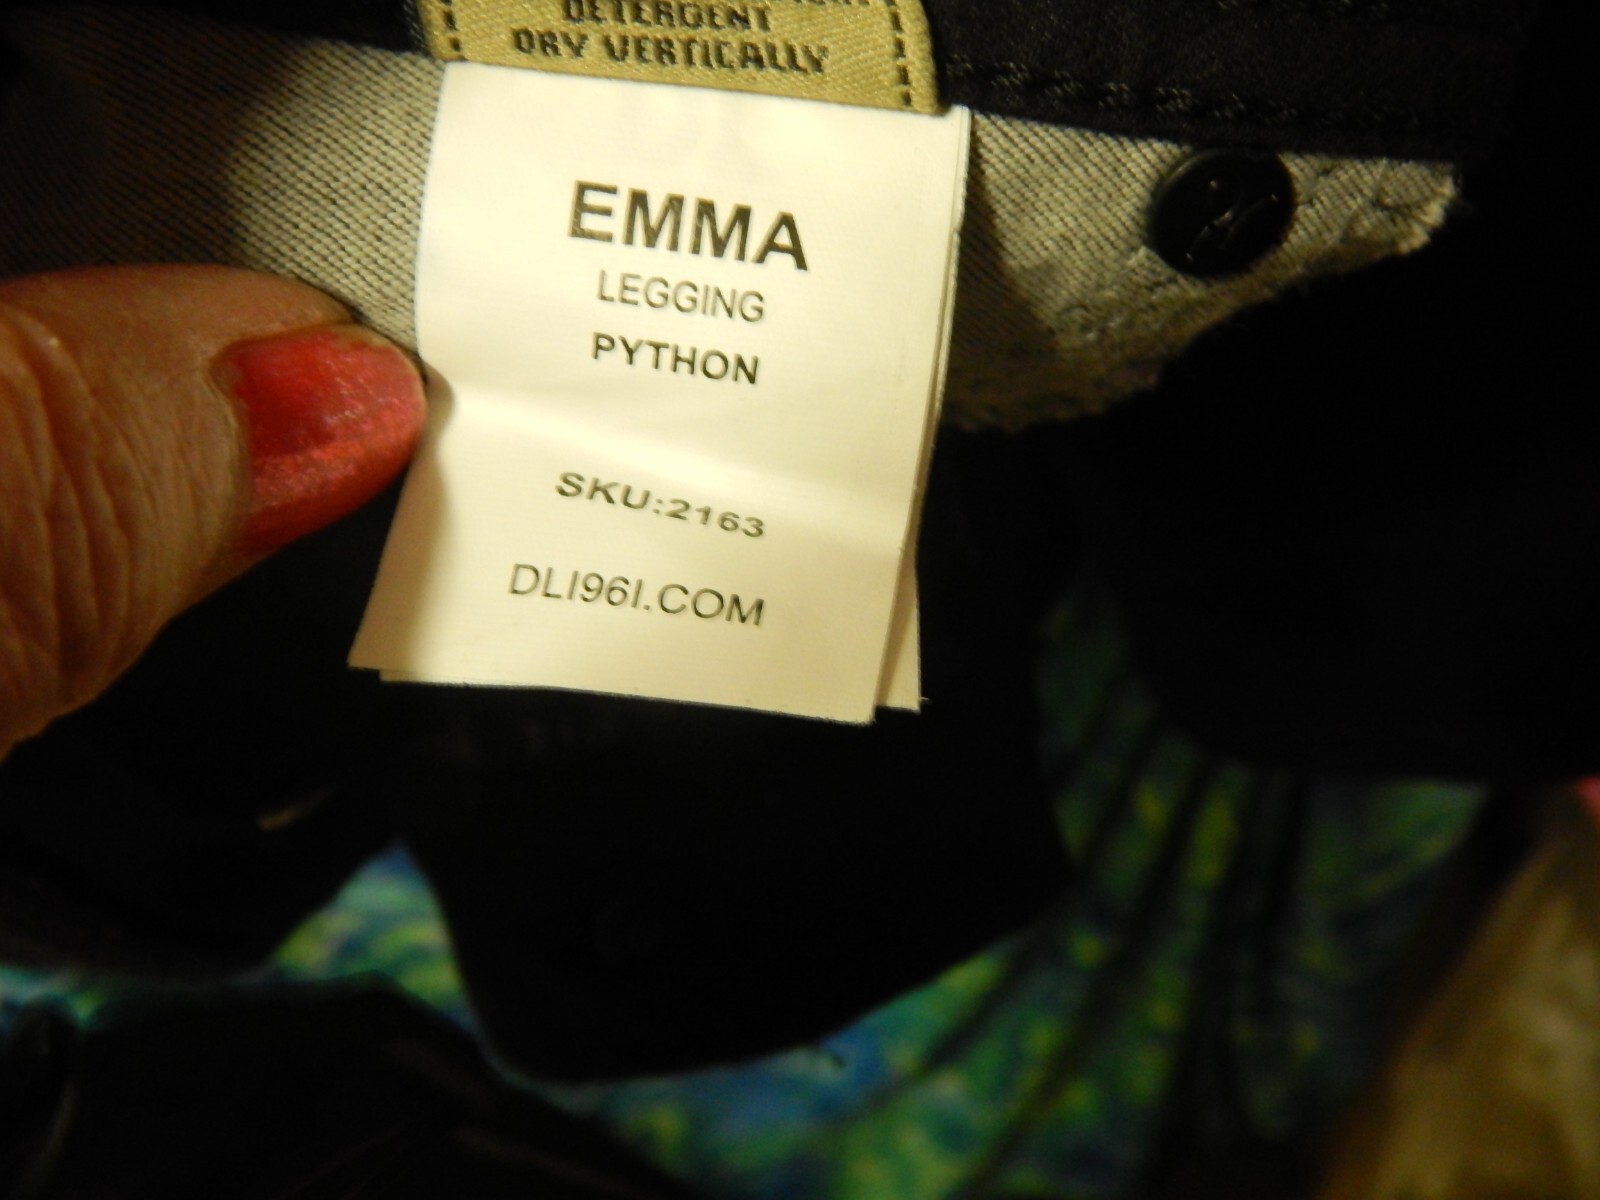 DETERGENT
DRY VERTICALLY
EMMA
LEGGING
PYTHON
SKU:2163
DLI96I.COM